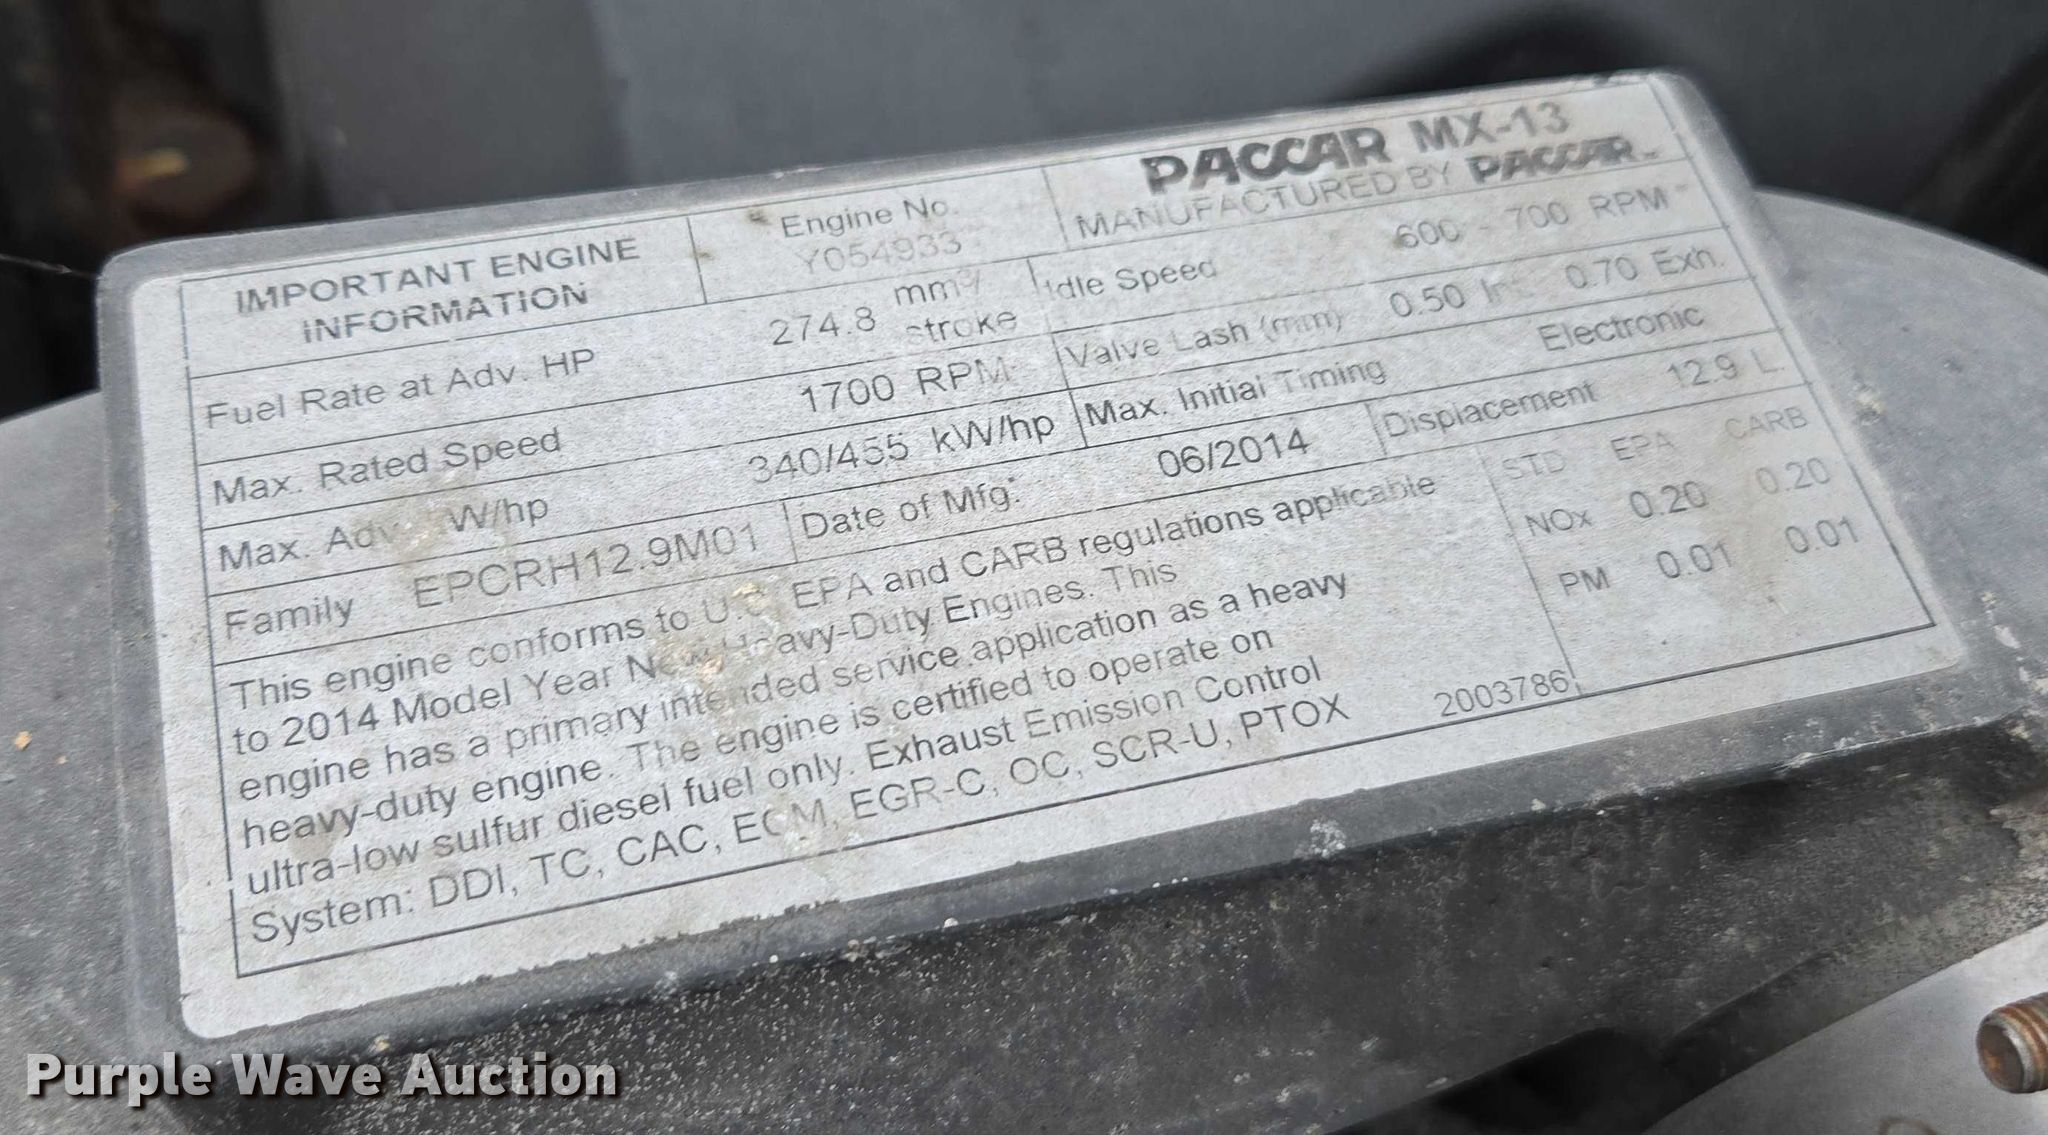 IMPORTANT ENGINE
INFORMATION
Engine No.
Y054933
PACCAR MX-13
MANUFACTURED BY PACCAR
Fuel Rate at Adv. HP 274.8 mm³/
stroke
Idle Speed 600 - 700 RPM
Max. Rated Speed 1700 RPM
Valve Lash (mm) 0.50 Int. 0.70 Exh.
Max. Adv. W/hp 340/455 kW/hp
Max. Initial Timing Electronic
Family EPCRH12.9M01
Date of Mfg. 06/2014
Displacement 12.9 L.
This engine conforms to U.S. EPA and CARB regulations applicable
to 2014 Model Year New Heavy-Duty Engines. This
engine has a primary intended service application as a heavy
heavy-duty engine. The engine is certified to operate on
ultra-low sulfur diesel fuel only. Exhaust Emission Control
System: DDI, TC, CAC, ECM, EGR-C, OC, SCR-U, PTOX
STD EPA CARB
NOx 0.20 0.20
PM 0.01 0.01
2003786
Purple Wave Auction